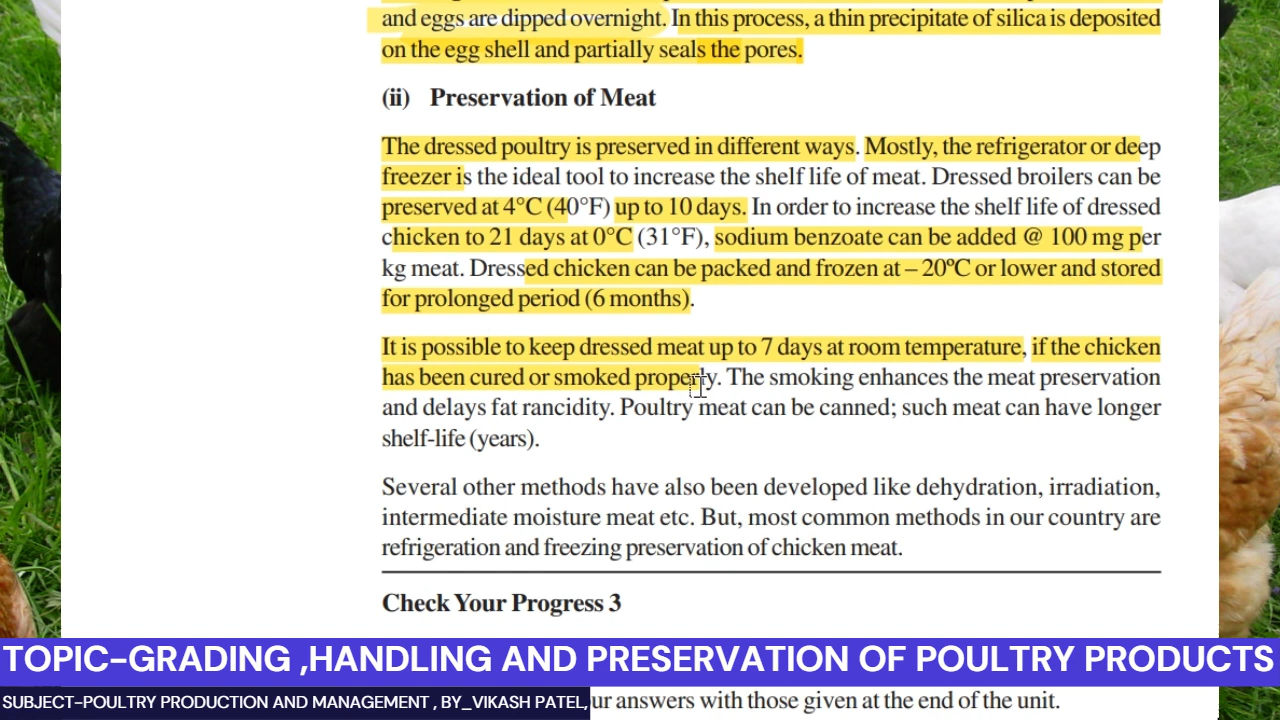 and eggs are dipped overnight. In this process, a thin precipitate of silica is deposited
on the egg shell and partially seals the pores.
(ii) Preservation of Meat
The dressed poultry is preserved in different ways. Mostly, the refrigerator or deep
freezer is the ideal tool to increase the shelf life of meat. Dressed broilers can be
preserved at 4°C (40°F) up to 10 days. In order to increase the shelf life of dressed
chicken to 21 days at 0°C (31°F), sodium benzoate can be added @ 100 mg per
kg meat. Dressed chicken can be packed and frozen at – 20°C or lower and stored
for prolonged period (6 months).
It is possible to keep dressed meat up to 7 days at room temperature, if the chicken
has been cured or smoked properly. The smoking enhances the meat preservation
and delays fat rancidity. Poultry meat can be canned; such meat can have longer
shelf-life (years).
Several other methods have also been developed like dehydration, irradiation,
intermediate moisture meat etc. But, most common methods in our country are
refrigeration and freezing preservation of chicken meat.
Check Your Progress 3
TOPIC-GRADING ,HANDLING AND PRESERVATION OF POULTRY PRODUCTS
SUBJECT-POULTRY PRODUCTION AND MANAGEMENT , BY_VIKASH PATEL,
ur answers with those given at the end of the unit.